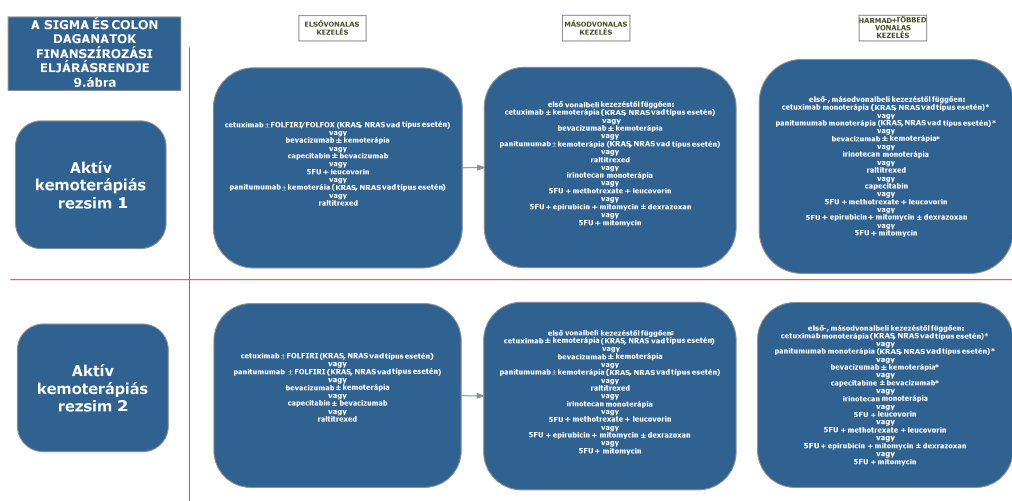 A SIGMA ÉS COLON
DAGANATOK
FINANSZÍROZÁSI
ELJÁRÁSRENDJE
9.ábra
ELSŐVONALAS
KEZELÉS
MÁSODVONALAS
KEZELÉS
HARMAD+TÖBBED
VONALAS
KEZELÉS
Aktív
kemoterápiás
rezsim 1
cetuximab ± FOLFIRI/FOLFOX (KRAS, NRAS vad típus esetén)
vagy
bevacizumab ± kemoterápia
vagy
capecitabin ± bevacizumab
vagy
5FU + leucovorin
vagy
panitumumab ± kemoteráia (KRAS, NRAS vad típus esetén)
vagy
raltitrexed
első vonalbeli kezezéstől függően:
cetuximab ± kemoterápia (KRAS, NRAS vad típus esetén)
vagy
bevacizumab ± kemoterápia
vagy
panitumumab ± kemoterápia (KRAS, NRAS vad típus esetén)
vagy
raltitrexed
vagy
irinotecan monoterápia
vagy
5FU + methotrexate + leucovorin
vagy
5FU + epirubicin + mitomycin ± dexrazoxan
vagy
5FU + mitomycin
első-, másodvonalbeli kezezéstől függően:
cetuximab monoterápia (KRAS, NRAS vad típus esetén)*
vagy
panitumumab monoterápia (KRAS, NRAS vad típus esetén)*
vagy
bevacizumab ± kemoterápia*
vagy
irinotecan monoterápia
vagy
raltitrexed
vagy
capecitabin
vagy
5FU + methotrexate + leucovorin
vagy
5FU + epirubicin + mitomycin ± dexrazoxan
vagy
5FU + mitomycin
Aktív
kemoterápiás
rezsim 2
cetuximab ± FOLFIRI (KRAS, NRAS vad típus esetén)
vagy
panitumumab ± FOLFIRI (KRAS, NRAS vad típus esetén)
vagy
bevacizumab ± kemoterápia
vagy
capecitabin ± bevacizumab
vagy
raltitrexed
első vonalbeli kezezéstől függően:
cetuximab ± kemoterápia (KRAS, NRAS vad típus esetén)
vagy
bevacizumab ± kemoterápia
vagy
panitumumab ± kemoterápia (KRAS, NRAS vad típus esetén)
vagy
raltitrexed
vagy
irinotecan monoterápia
vagy
5FU + methotrexate + leucovorin
vagy
5FU + epirubicin + mitomycin ± dexrazoxan
vagy
5FU + mitomycin
első-, másodvonalbeli kezezéstől függően:
cetuximab monoterápia (KRAS, NRAS vad típus esetén)*
vagy
panitumumab monoterápia (KRAS, NRAS vad típus esetén)*
vagy
bevacizumab ± kemoterápia*
vagy
capecitabine ± bevacizumab*
vagy
irinotecan monoterápia
vagy
5FU + leucovorin
vagy
5FU + methotrexate + leucovorin
vagy
5FU + epirubicin + mitomycin ± dexrazoxan
vagy
5FU + mitomycin